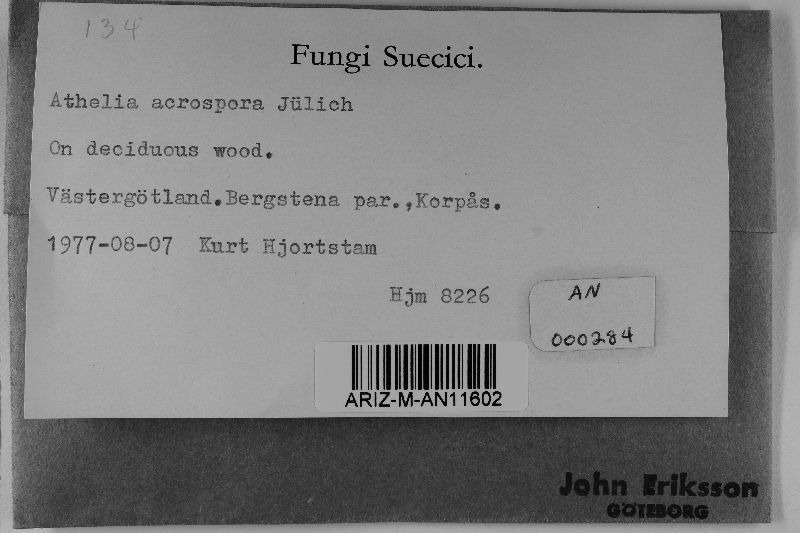 134
Fungi Suecici.
Athelia acrospora Jülich
On deciduous wood.
Västergötland.Bergstena par.,Korpås.
1977-08-07 Kurt Hjortstam
Hjm 8226
AN
000284
ARIZ-M-AN11602
John Eriksson
GÖTEBORG